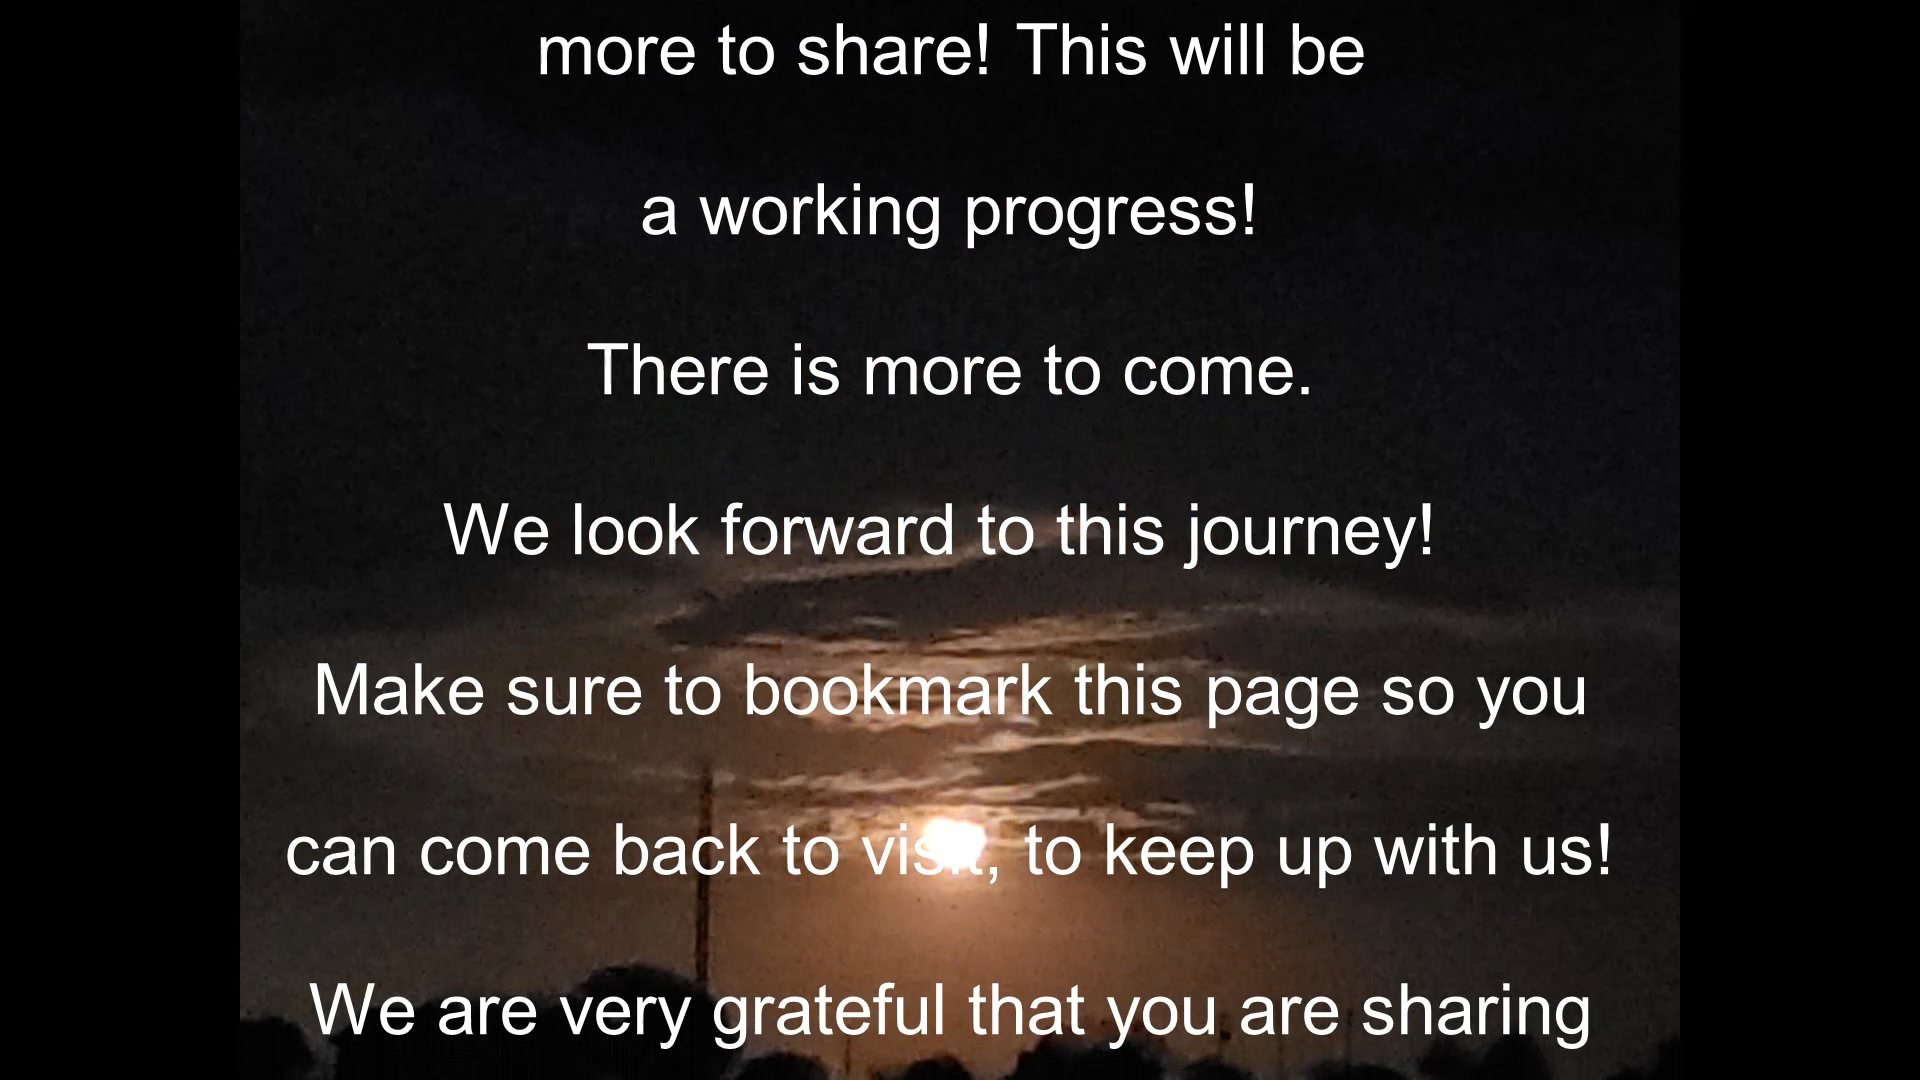 more to share! This will be
a working progress!
There is more to come.
We look forward to this journey!
Make sure to bookmark this page so you
can come back to visit, to keep up with us!
We are very grateful that you are sharing